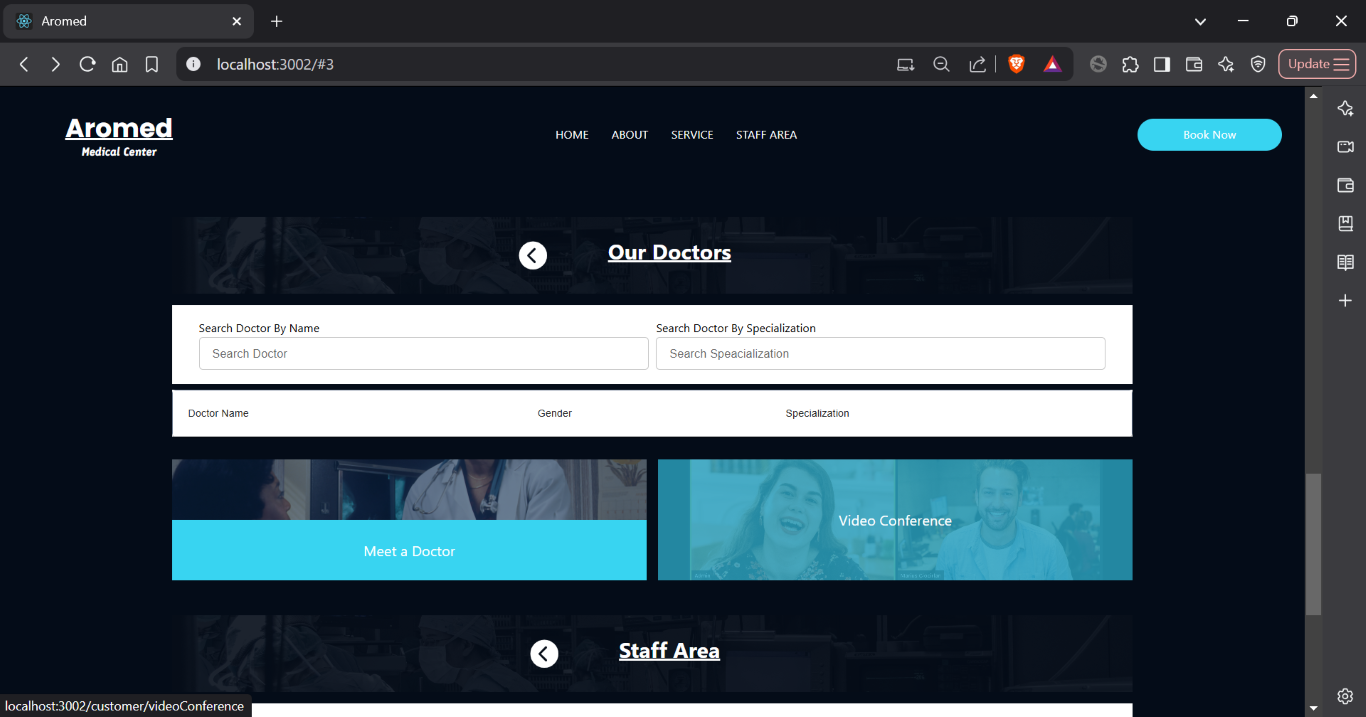 Aromed
localhost:3002/#3
Update
Aromed
Medical Center
HOME ABOUT SERVICE STAFF AREA
Book Now
Our Doctors
Search Doctor By Name
Search Doctor
Search Doctor By Specialization
Search Speacialization
Doctor Name Gender Specialization
Meet a Doctor
Video Conference
Staff Area
localhost:3002/customer/videoConference